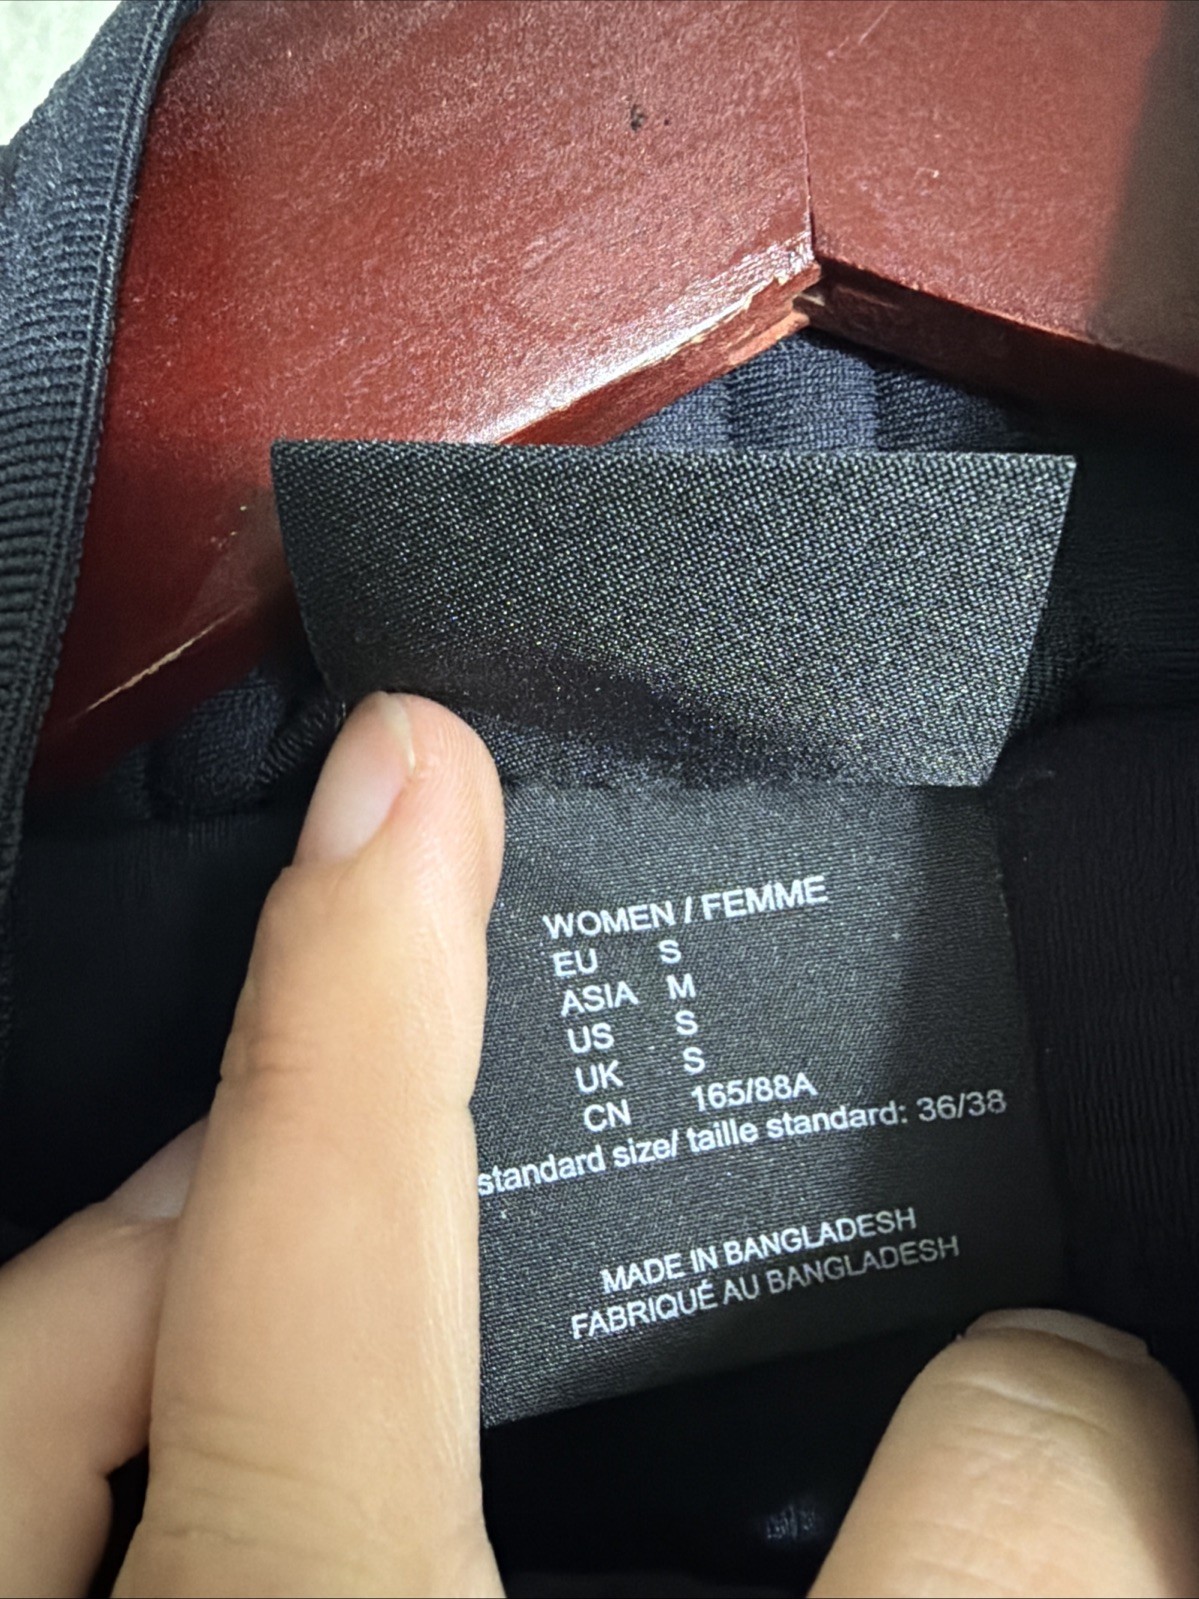 WOMEN / FEMME
EU S
ASIA M
US S
UK S
CN 165/88A
standard size/ taille standard: 36/38
MADE IN BANGLADESH
FABRIQUÉ AU BANGLADESH